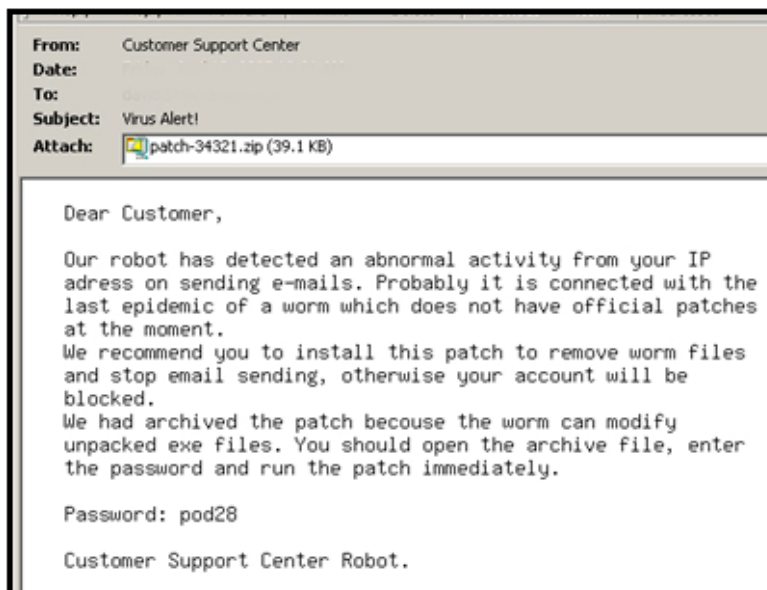 From: Customer Support Center
Date:
To:
Subject: Virus Alert!
Attach: patch-34321.zip (39.1 KB)
Dear Customer,
Our robot has detected an abnormal activity from your IP
adress on sending e-mails. Probably it is connected with the
last epidemic of a worm which does not have official patches
at the moment.
We recommend you to install this patch to remove worm files
and stop email sending, otherwise your account will be
blocked.
We had archived the patch becouse the worm can modify
unpacked exe files. You should open the archive file, enter
the password and run the patch immediately.
Password: pod28
Customer Support Center Robot.